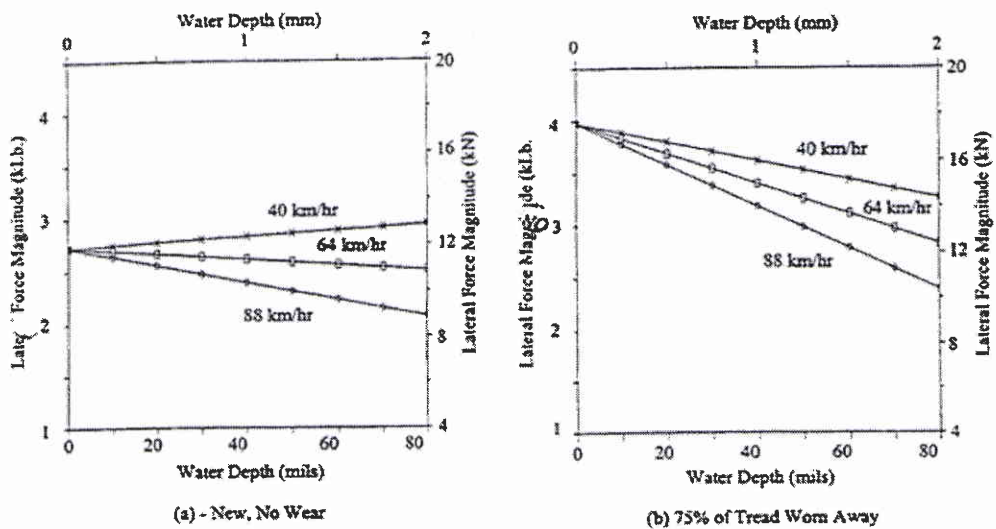 Water Depth (mm)
0 1 2
4
3
2
1
Force Magnitude (kLb.)
20
16
12
8
4
Lateral Force Magnitude (kN)
40 km/hr
64 km/hr
88 km/hr
0 20 40 60 80
Water Depth (mils)
(a) - New, No Wear
Water Depth (mm)
0 1 2
4
3
2
1
Lateral Force
20
16
12
8
4
Lateral Force Magnitude (kN)
40 km/hr
64 km/hr
88 km/hr
0 20 40 60 80
Water Depth (mils)
(b) 75% of Tread Worn Away